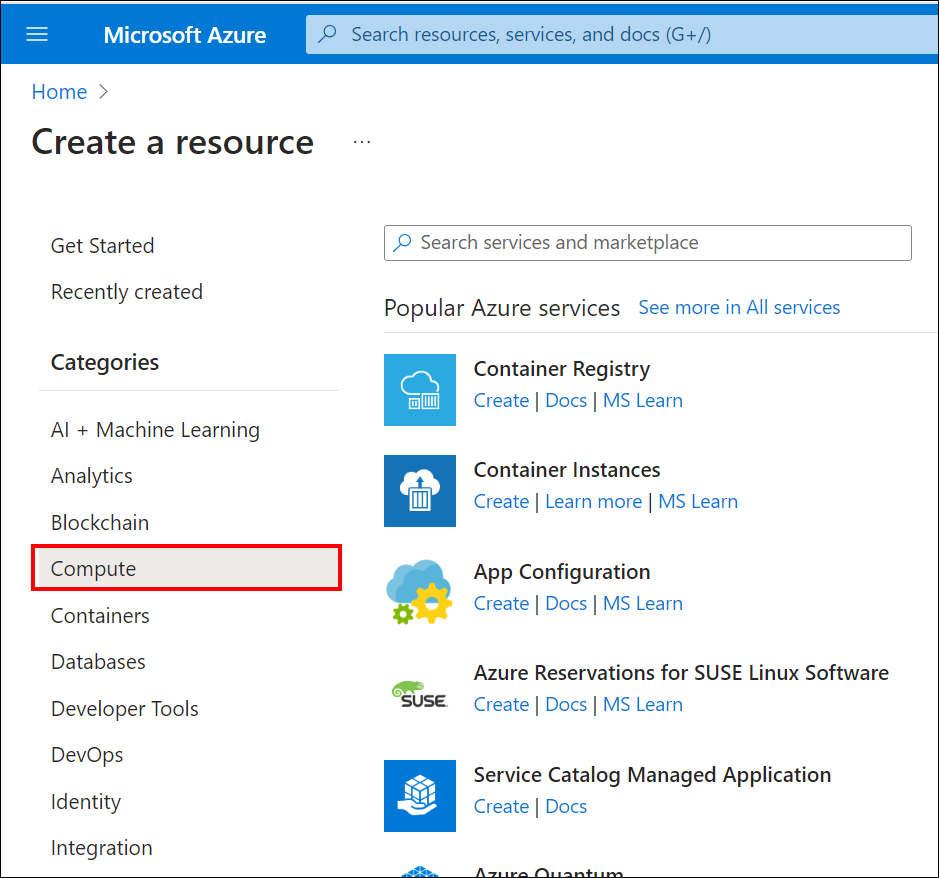 Microsoft Azure
Search resources, services, and docs (G+/)
Home
Create a resource
...
Get Started
Recently created
Categories
AI + Machine Learning
Analytics
Blockchain
Compute
Containers
Databases
Developer Tools
DevOps
Identity
Integration
Search services and marketplace
Popular Azure services See more in All services
Container Registry
Create | Docs | MS Learn
Container Instances
Create | Learn more | MS Learn
App Configuration
Create | Docs | MS Learn
SUSE
Azure Reservations for SUSE Linux Software
Create | Docs | MS Learn
Service Catalog Managed Application
Create | Docs
Azure Quantum